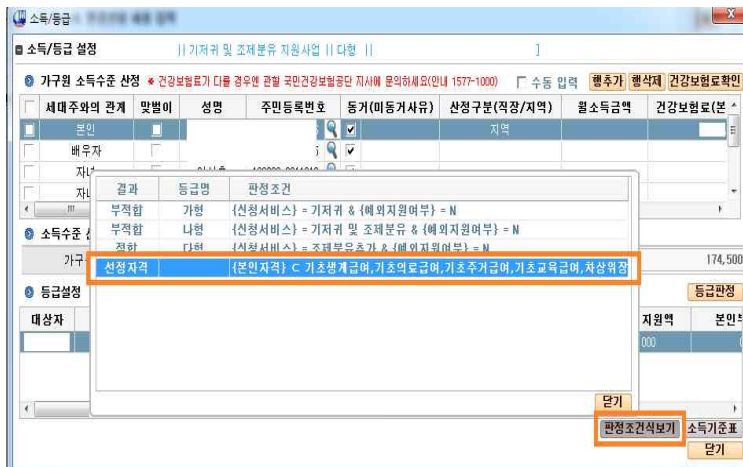 소득/등급
소득/등급 설정 || 기저귀 및 조제분유 지원사업 || 다형 || ]
가구원 소득수준 산정 * 건강보험료가 다를 경우엔 관할 국민건강보험공단 지사에 문의하세요(안내 1577-1000) 수동 입력 행추가 행삭제 건강보험료확인
세대주와의 관계 맞벌이 성명 주민등록번호 동거(미동거사유) 산정구분(직장/지역) 월소득금액 건강보험료(본
본인 지역
배우자
자녀
결과 등급명 판정조건
부적합 가형 {신청서비스} = 기저귀 & {예외지원여부} = N
부적합 나형 {신청서비스} = 기저귀 및 조제분유 & {예외지원여부} = N
소득수준
적합 다형 {신청서비스} = 조제분유추가 & {예외지원여부} = N
가구 174,500
선정자격 {본인자격} ⊂ 기초생계급여,기초의료급여,기초주거급여,기초교육급여,차상위장
등급설정 등급판정
대상자 지원액 본인
000
닫기
판정조건식보기 소득기준표
닫기